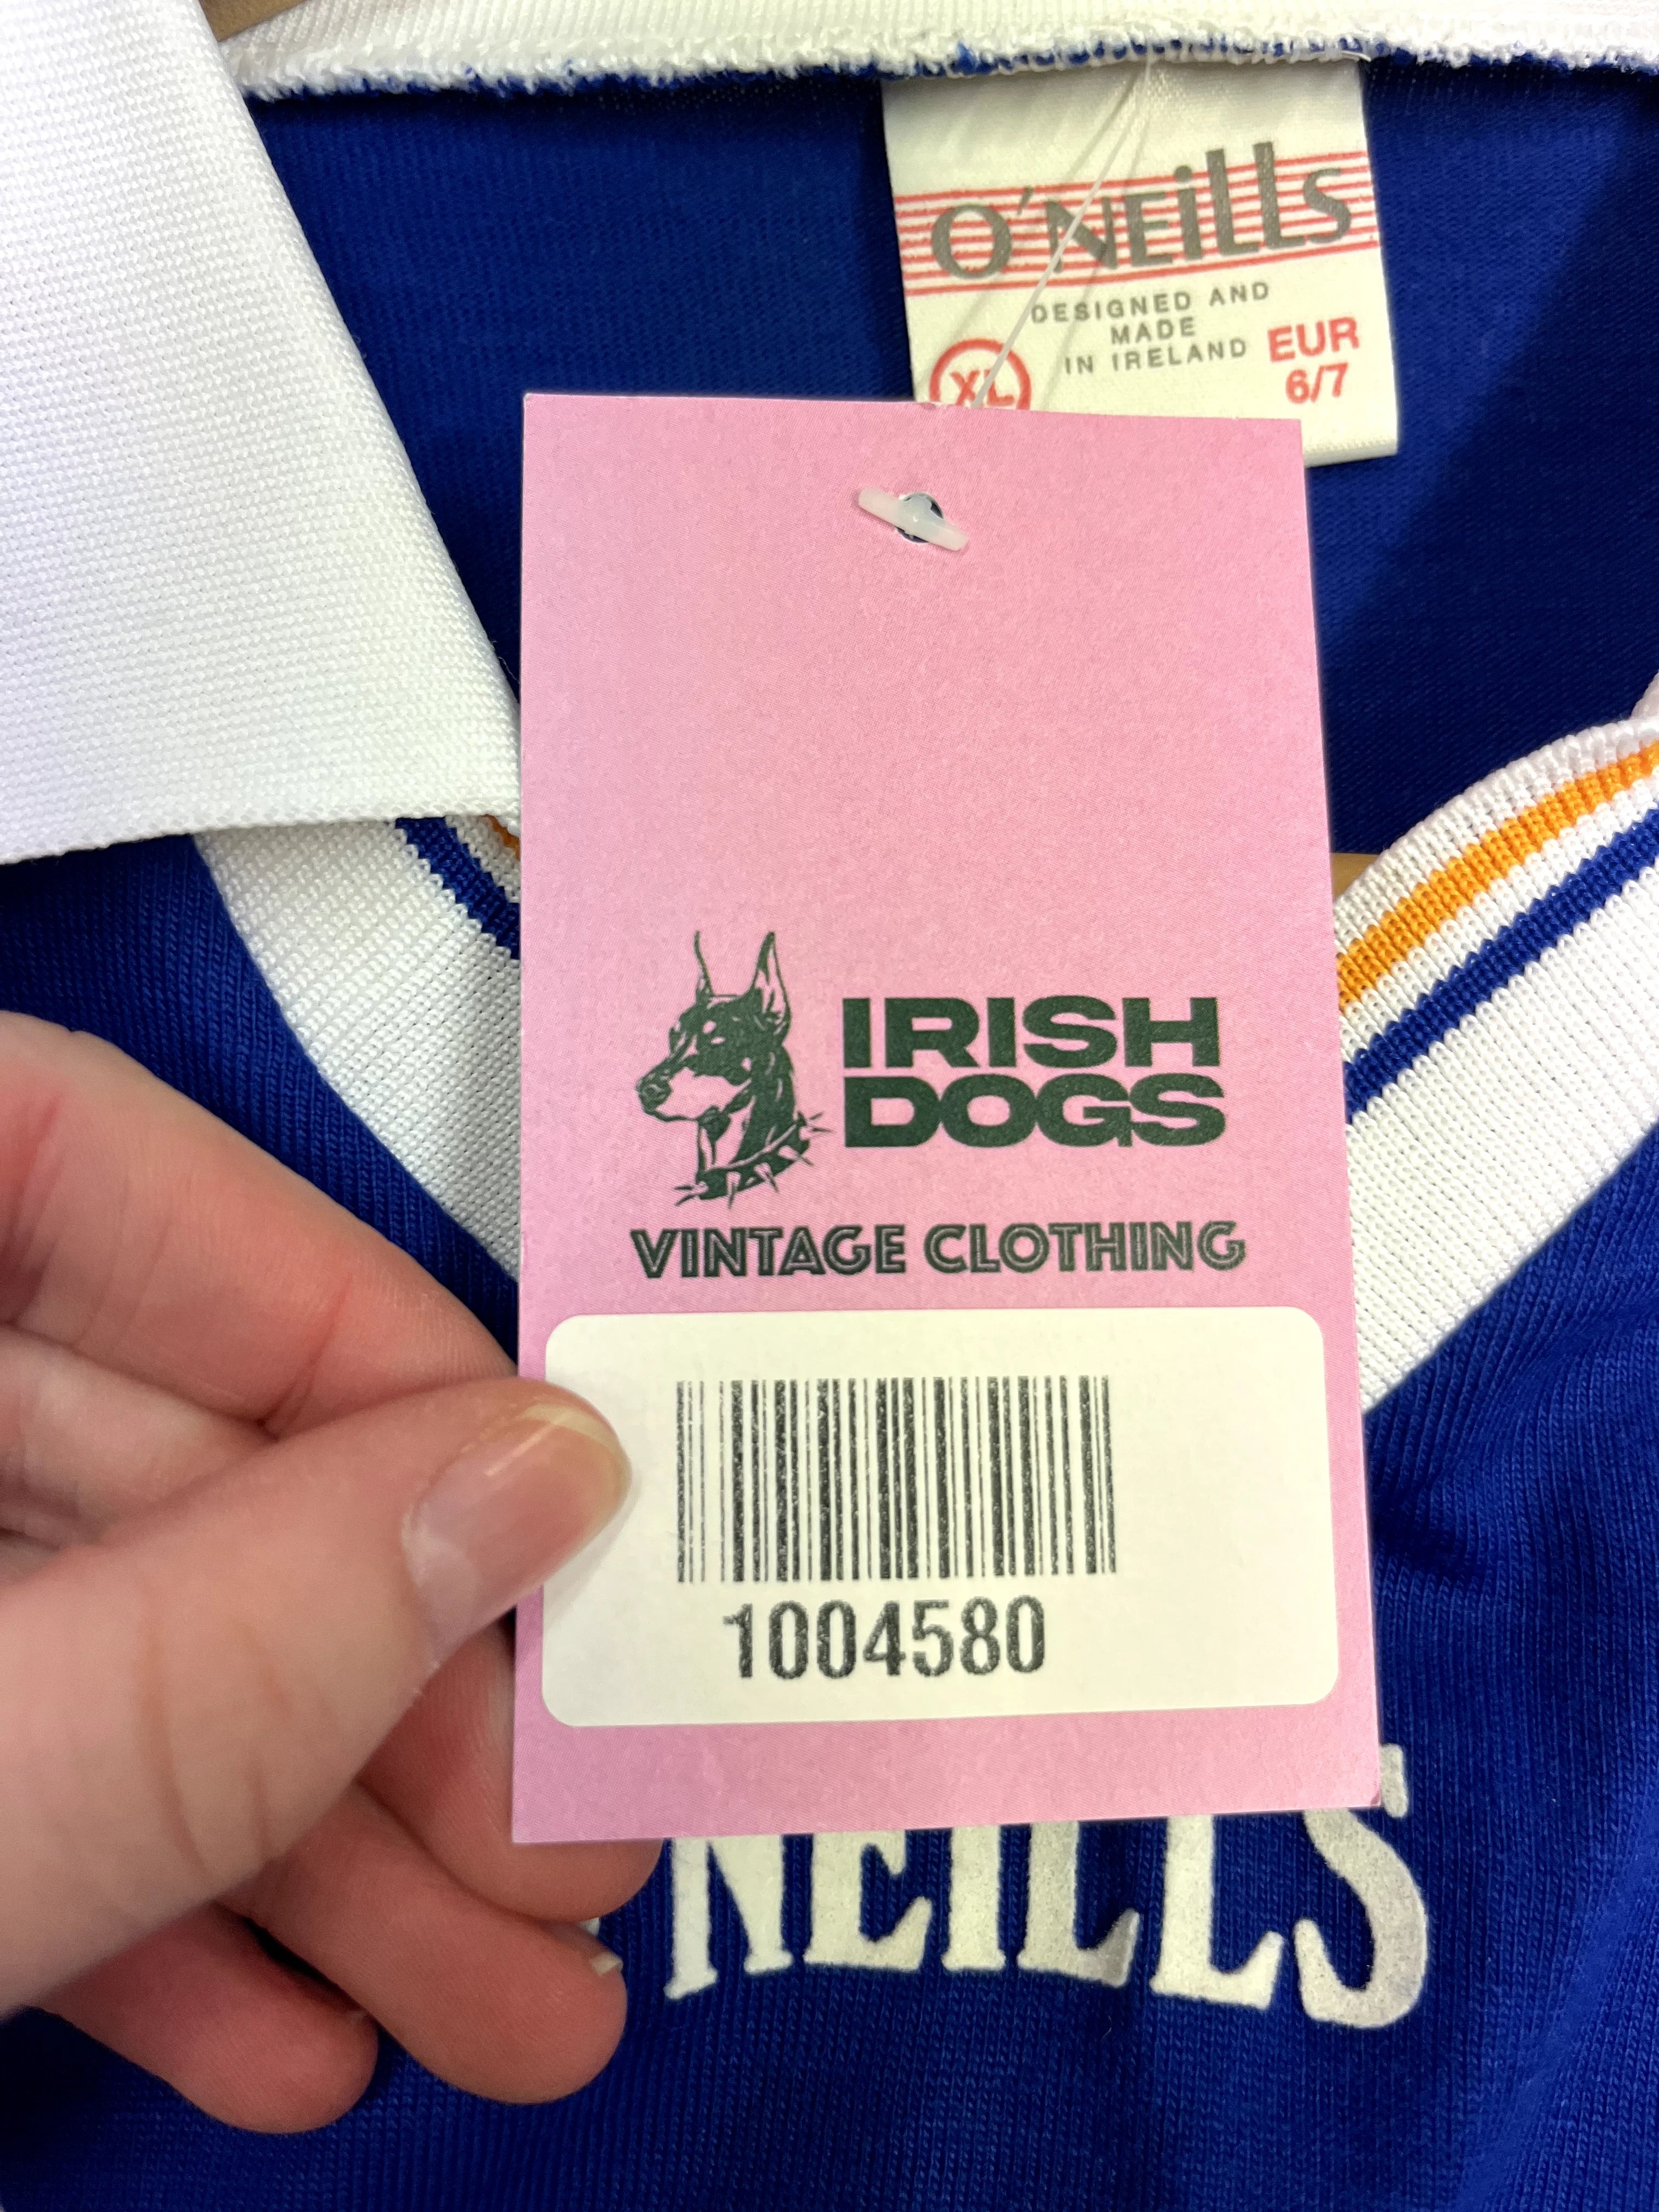 O'NEiLLS
DESIGNED AND
MADE
IN IRELAND
XL
EUR
6/7
IRISH
DOGS
VINTAGE CLOTHING
1004580
NEILLS